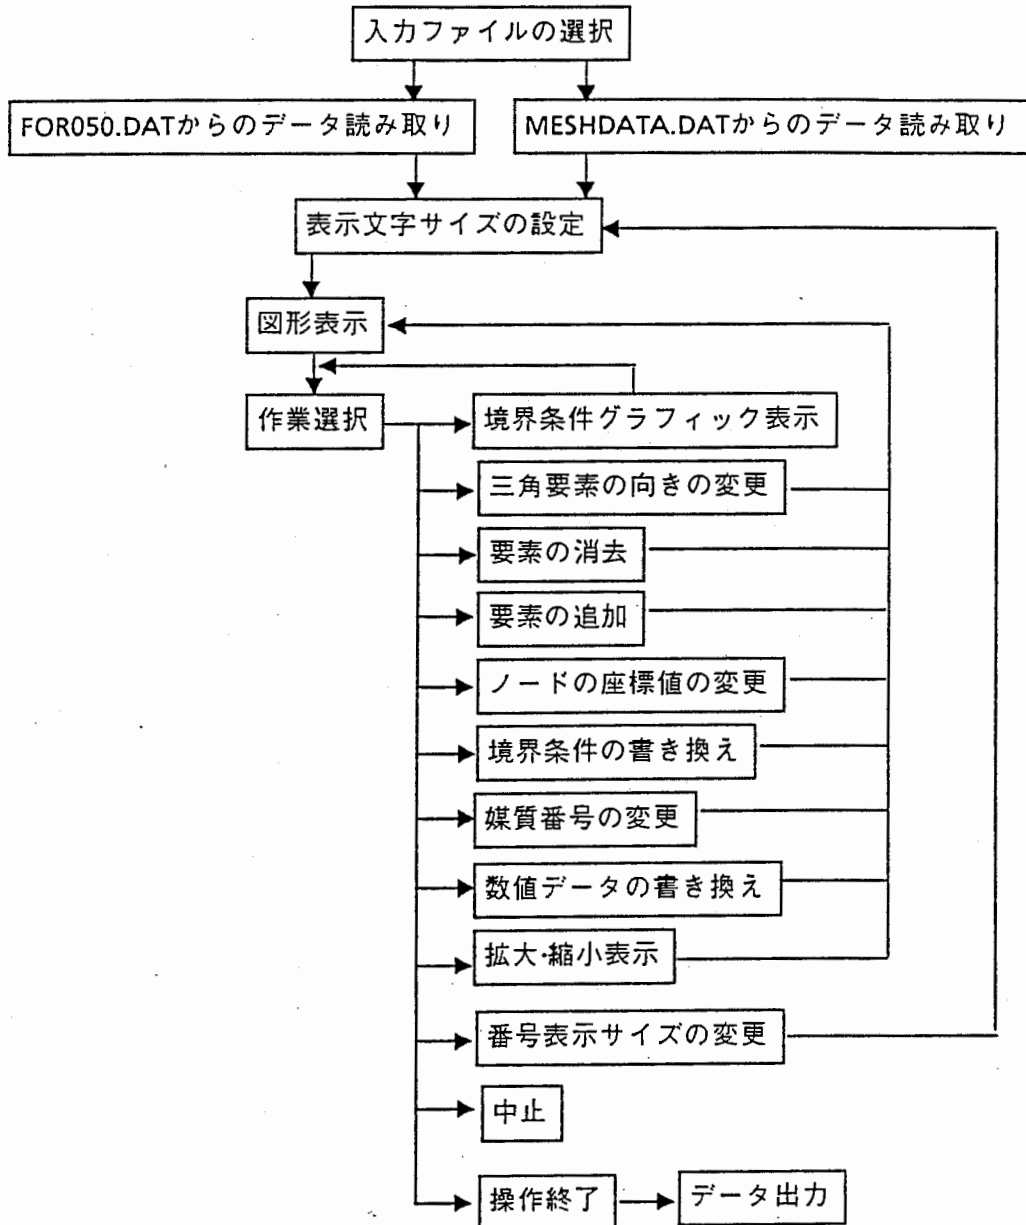 入力ファイルの選択
FOR050.DATからのデータ読み取り
MESHDATA.DATからのデータ読み取り
表示文字サイズの設定
図形表示
作業選択
境界条件グラフィック表示
三角要素の向きの変更
要素の消去
要素の追加
ノードの座標値の変更
境界条件の書き換え
媒質番号の変更
数値データの書き換え
拡大・縮小表示
番号表示サイズの変更
中止
操作終了
データ出力